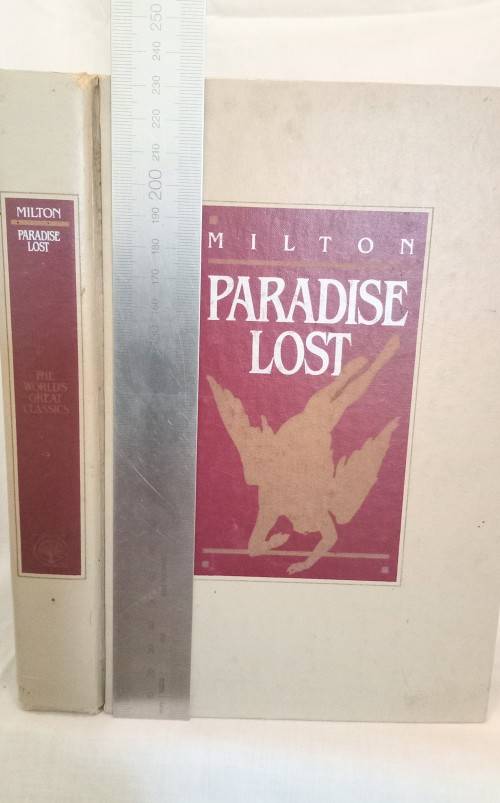 MILTON
PARADISE
LOST
THE
WORLD'S
GREAT
CLASSICS
250
240
230
220
210
200
190
180
170
160
MILTON
PARADISE
LOST